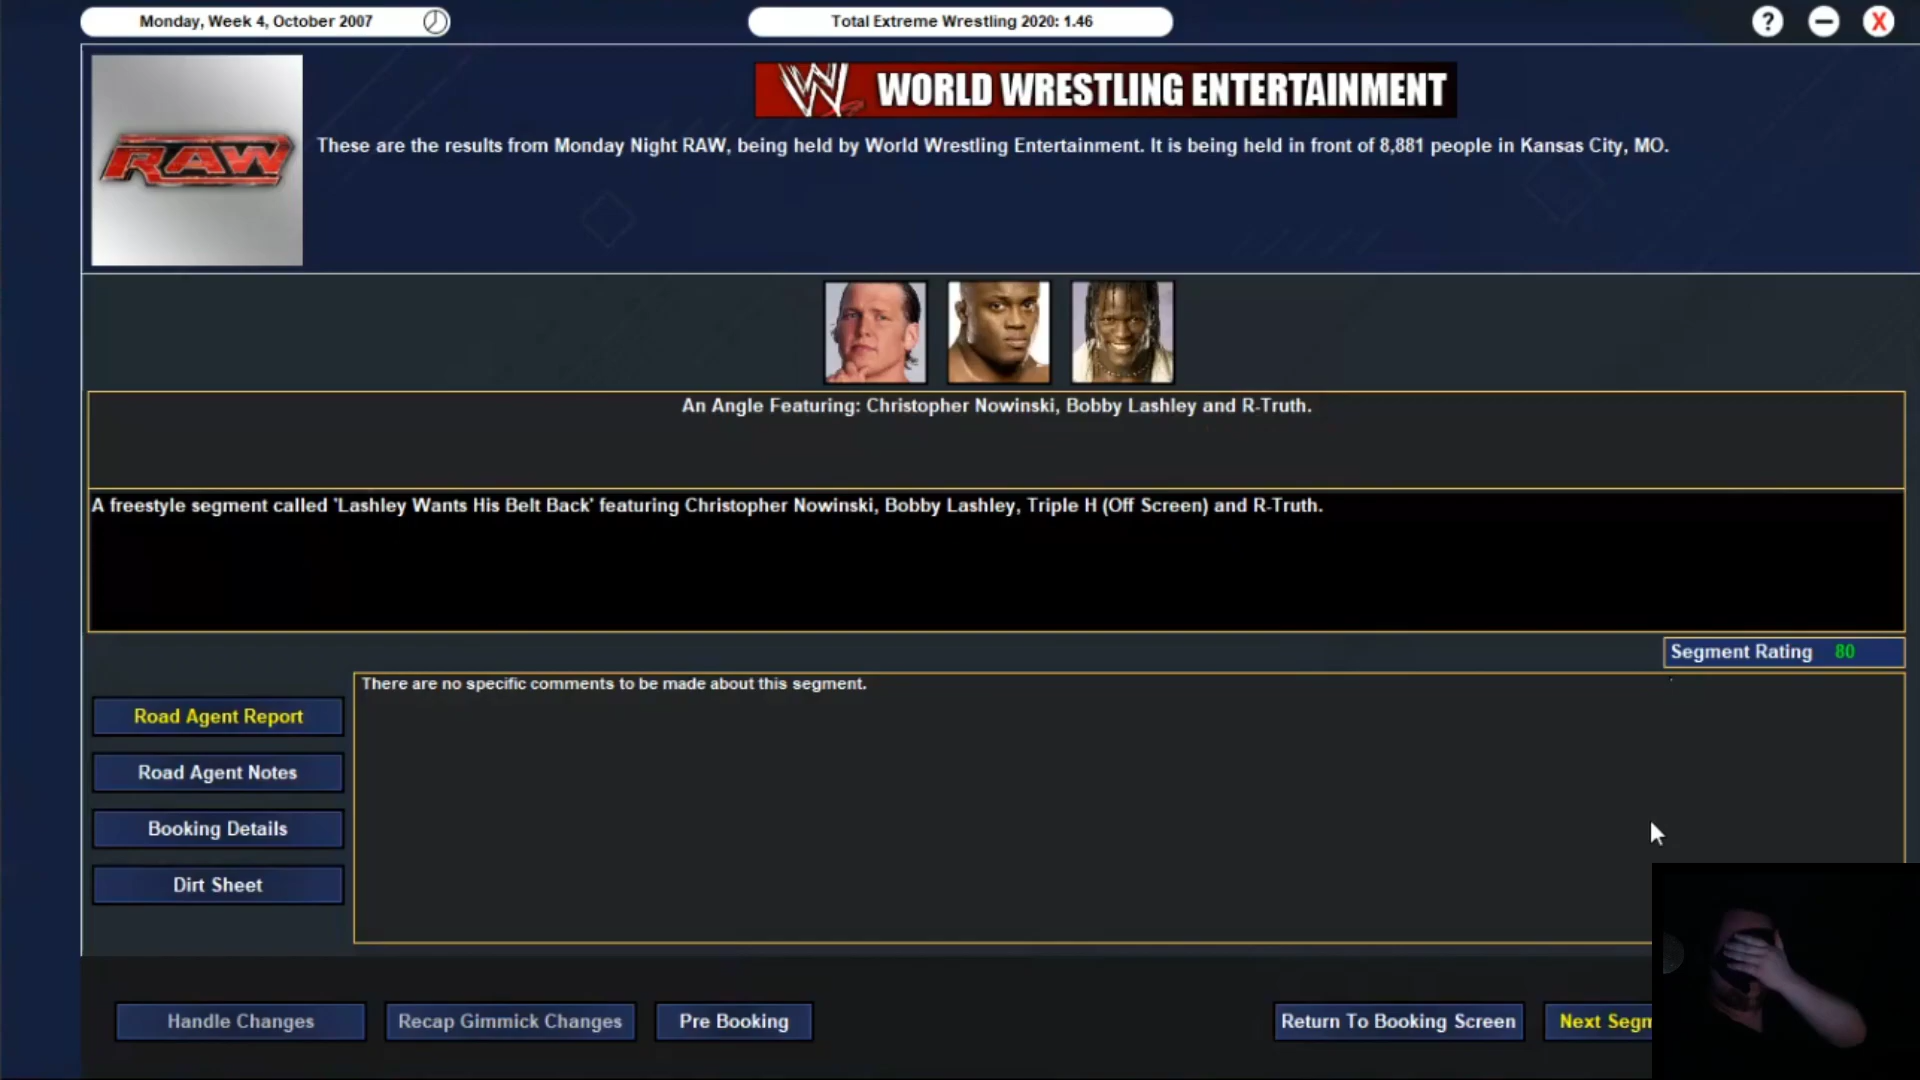 Monday, Week 4, October 2007
Total Extreme Wrestling 2020: 1.46
?
X
W WORLD WRESTLING ENTERTAINMENT
RAW
These are the results from Monday Night RAW, being held by World Wrestling Entertainment. It is being held in front of 8,881 people in Kansas City, MO.
An Angle Featuring: Christopher Nowinski, Bobby Lashley and R-Truth.
A freestyle segment called 'Lashley Wants His Belt Back' featuring Christopher Nowinski, Bobby Lashley, Triple H (Off Screen) and R-Truth.
Segment Rating 80
There are no specific comments to be made about this segment.
Road Agent Report
Road Agent Notes
Booking Details
Dirt Sheet
Handle Changes
Recap Gimmick Changes
Pre Booking
Return To Booking Screen
Next Segm